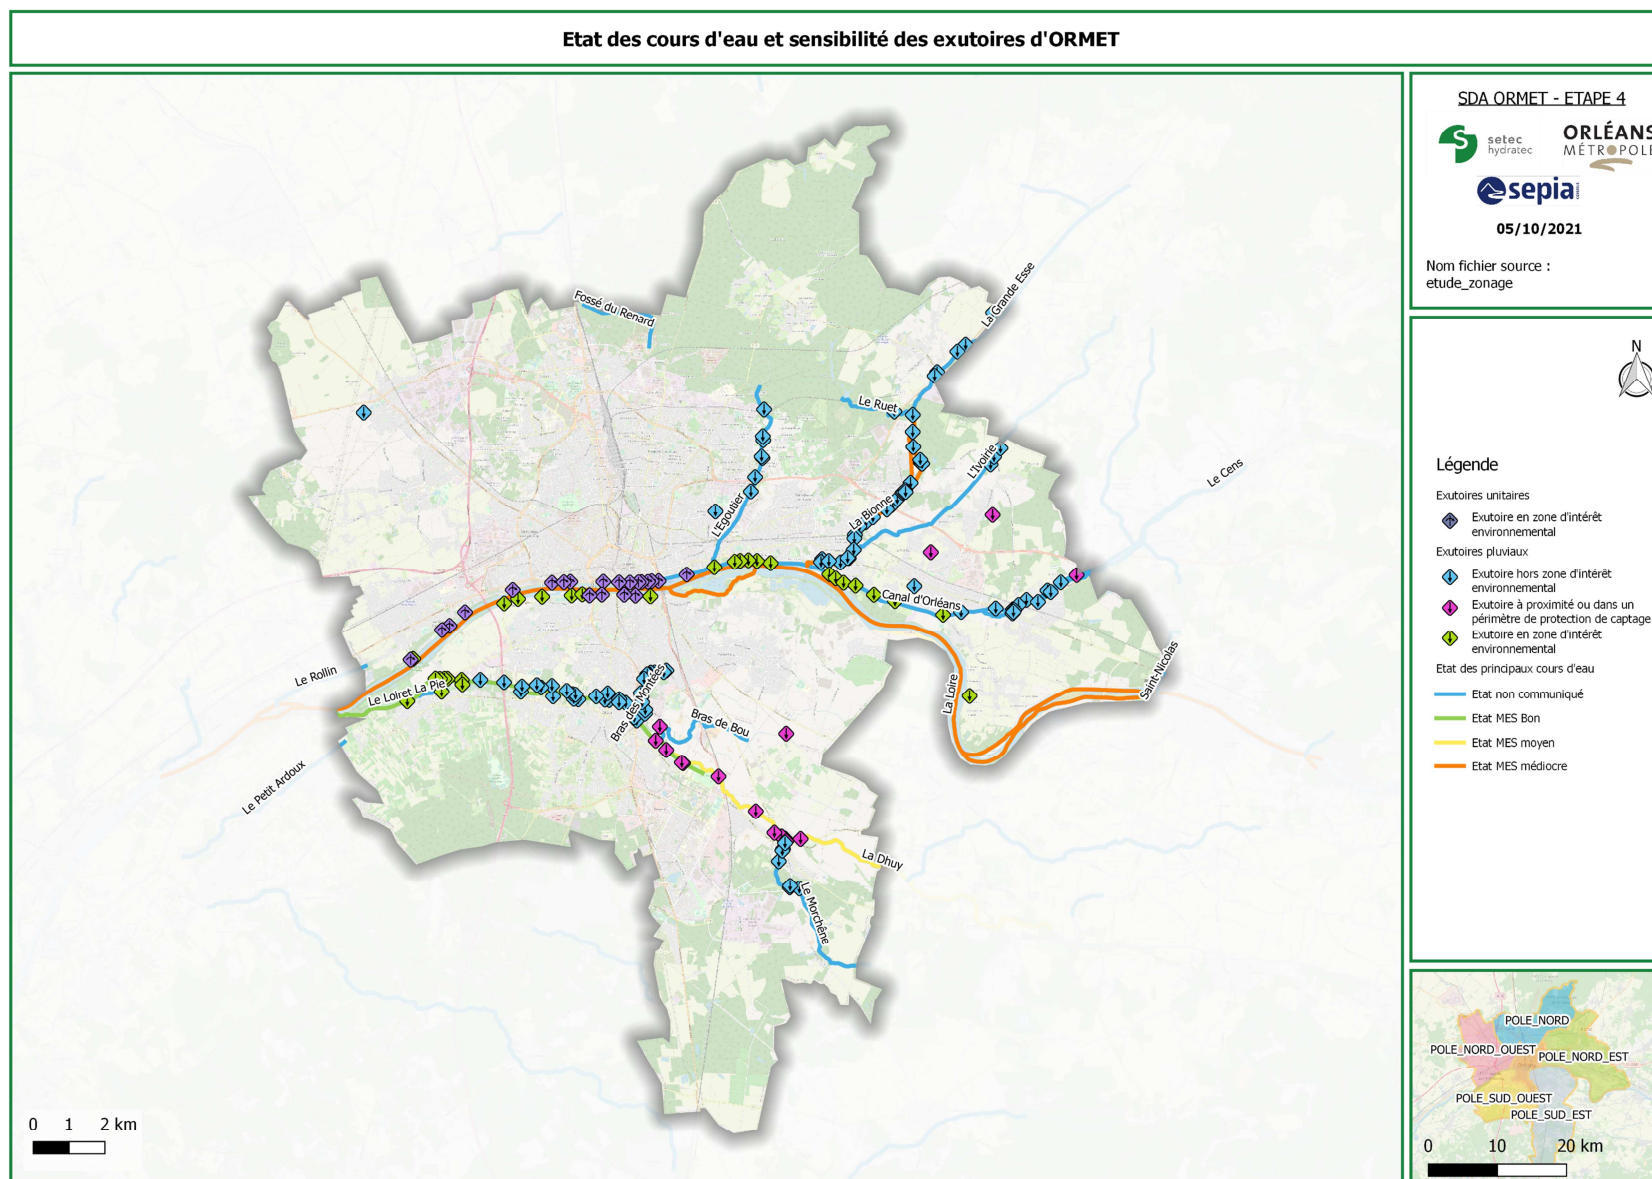 Etat des cours d'eau et sensibilité des exutoires d'ORMET
SDA ORMET - ETAPE 4
setec
hydratec
ORLÉANS
MÉTROPOLE
sepia
05/10/2021
Nom fichier source :
etude_zonage
N
Légende
Exutoires unitaires
Exutoire en zone d'intérêt
environnemental
Exutoires pluviaux
Exutoire hors zone d'intérêt
environnemental
Exutoire à proximité ou dans un
périmètre de protection de captage
Exutoire en zone d'intérêt
environnemental
Etat des principaux cours d'eau
Etat non communiqué
Etat MES Bon
Etat MES moyen
Etat MES médiocre
Fossé du Renard
La Grande Esse
Le Ruet
L'Ivoirie
Le Cens
L'Egoutier
La Bionne
Canal d'Orléans
Saint-Nicolas
La Loire
Le Rollin
Le Loiret La Pie
Bras des Montées
Bras de Bou
Le Petit Ardoux
La Dhuy
Le Morchêne
0 1 2 km
POLE_NORD
POLE_NORD_OUEST
POLE_NORD_EST
POLE_SUD_OUEST
POLE_SUD_EST
0 10 20 km